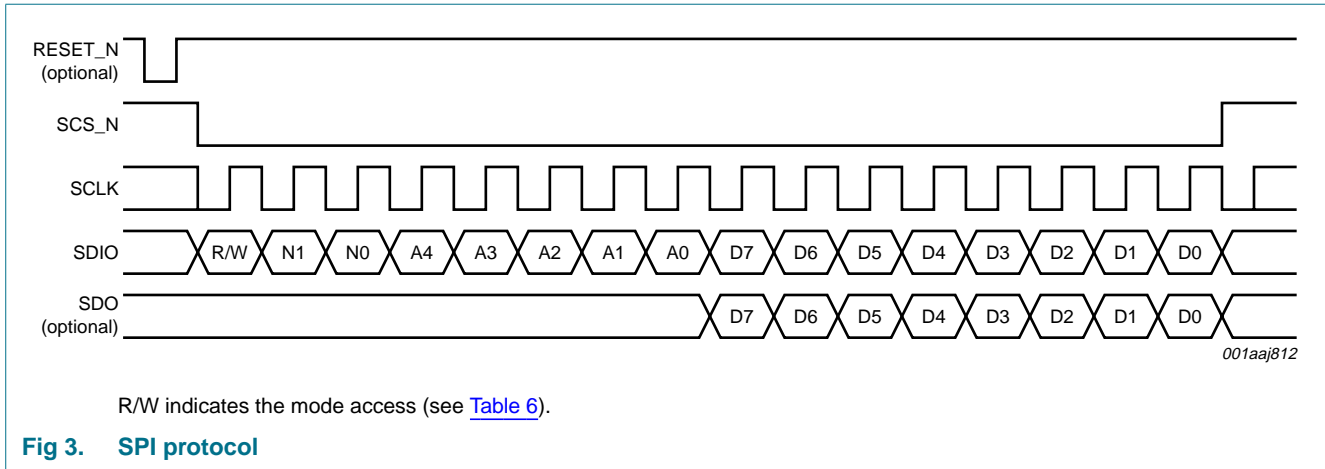 RESET_N
(optional)
SCS_N
SCLK
SDIO R/W N1 N0 A4 A3 A2 A1 A0 D7 D6 D5 D4 D3 D2 D1 D0
SDO
(optional) D7 D6 D5 D4 D3 D2 D1 D0
001aaj812
R/W indicates the mode access (see Table 6).
Fig 3. SPI protocol